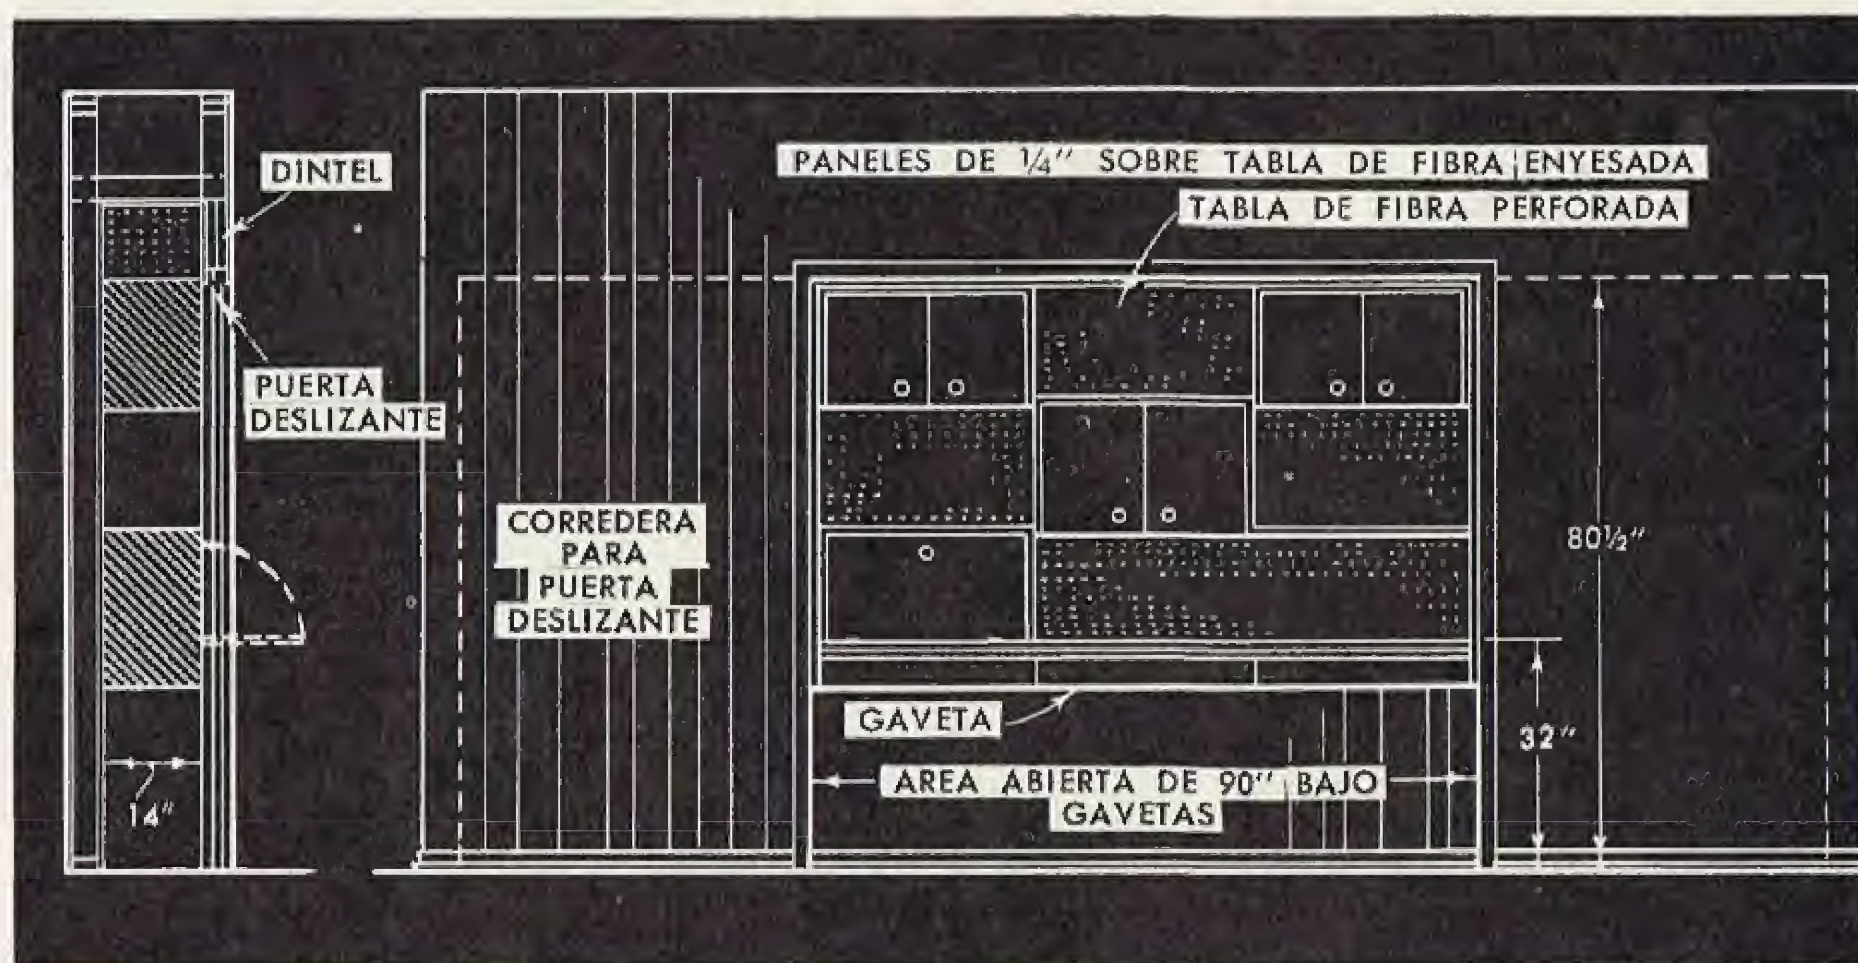 DINTEL
PANELES DE 1/4" SOBRE TABLA DE FIBRA ENYESADA
TABLA DE FIBRA PERFORADA
PUERTA
DESLIZANTE
CORREDERA
PARA
PUERTA
DESLIZANTE
80½"
GAVETA
32"
AREA ABIERTA DE 90" BAJO
GAVETAS
14"